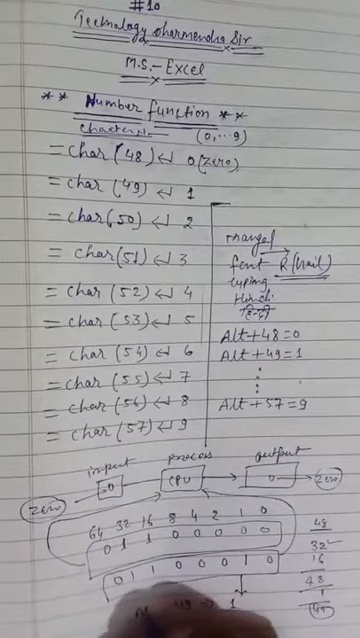 #10
Technology Dharmendra Sir
M.S.- Excel
** Number function **
(0,...9)
= char (48) ↵ 0 (zero)
= char (49) ↵ 1
= char (50) ↵ 2
= char (51) ↵ 3
= char (52) ↵ 4
= char (53) ↵ 5
= char (54) ↵ 6
= char (55) ↵ 7
= char (56) ↵ 8
= char (57) ↵ 9
mangal
font → R (hail)
typing
Hindi
हिन्दी
Alt+48=0
Alt+49=1
Alt+57=9
input process output
zero → 0 → CPU → 0 → zero
64 32 16 8 4 2 1 0
0 1 1 0 0 0 0 0
0 1 1 0 0 0 1 0
48
32
16
48
1
49
49 → 1